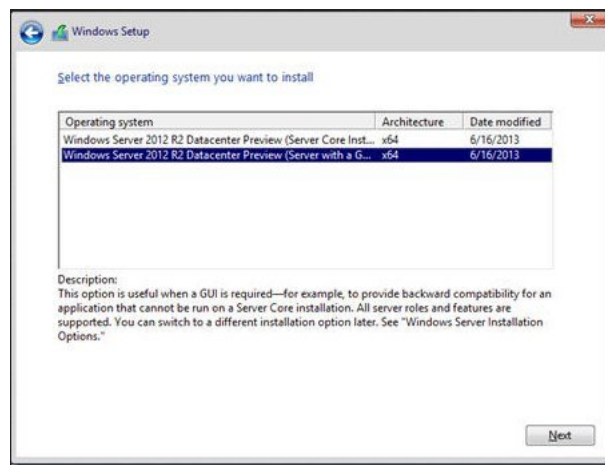 Windows Setup
Select the operating system you want to install
Operating system Architecture Date modified
Windows Server 2012 R2 Datacenter Preview (Server Core Inst... x64 6/16/2013
Windows Server 2012 R2 Datacenter Preview (Server with a G... x64 6/16/2013
Description:
This option is useful when a GUI is required—for example, to provide backward compatibility for an
application that cannot be run on a Server Core installation. All server roles and features are
supported. You can switch to a different installation option later. See "Windows Server Installation
Options."
Next